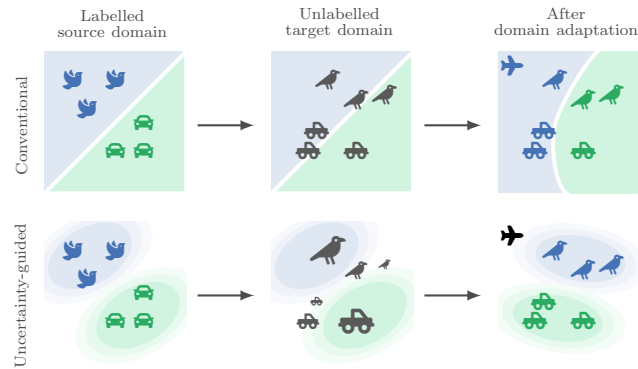 Labelled
source domain
Unlabelled
target domain
After
domain adaptation
Conventional
Uncertainty-guided